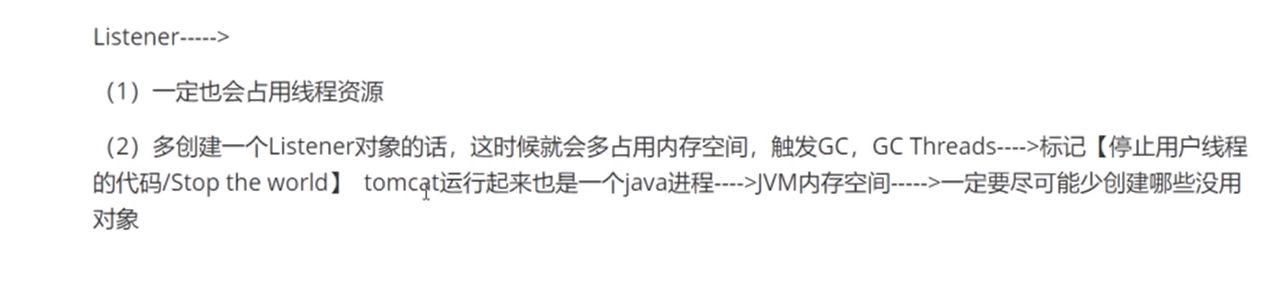 Listener----->
（1）一定也会占用线程资源
（2）多创建一个Listener对象的话，这时候就会多占用内存空间，触发GC，GC Threads---->标记【停止用户线程
的代码/Stop the world】 tomcat运行起来也是一个java进程---->JVM内存空间----->一定要尽可能少创建哪些没用
对象